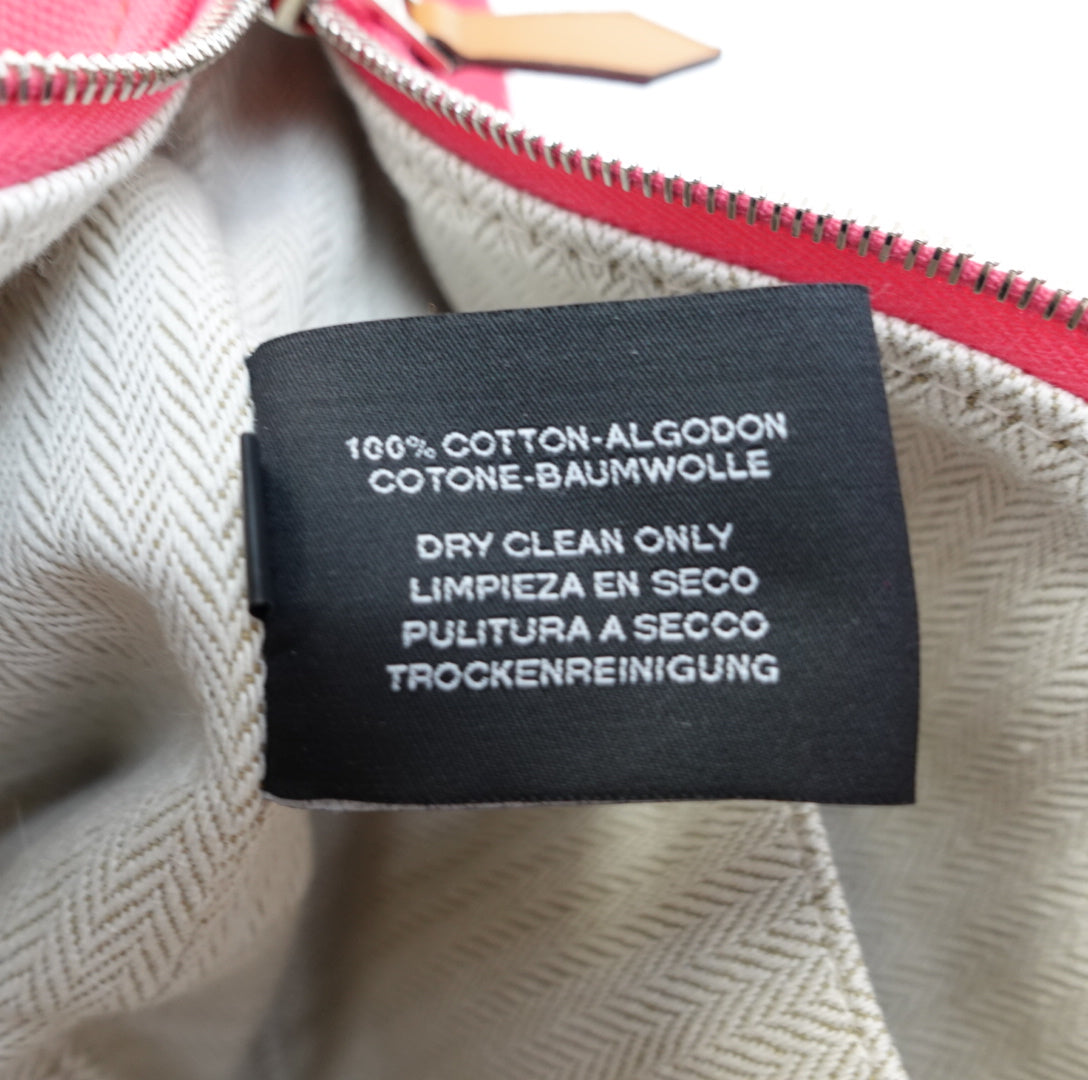 100% COTTON-ALGODON
COTONE-BAUMWOLLE
DRY CLEAN ONLY
LIMPIEZA EN SECO
PULITURA A SECCO
TROCKENREINIGUNG